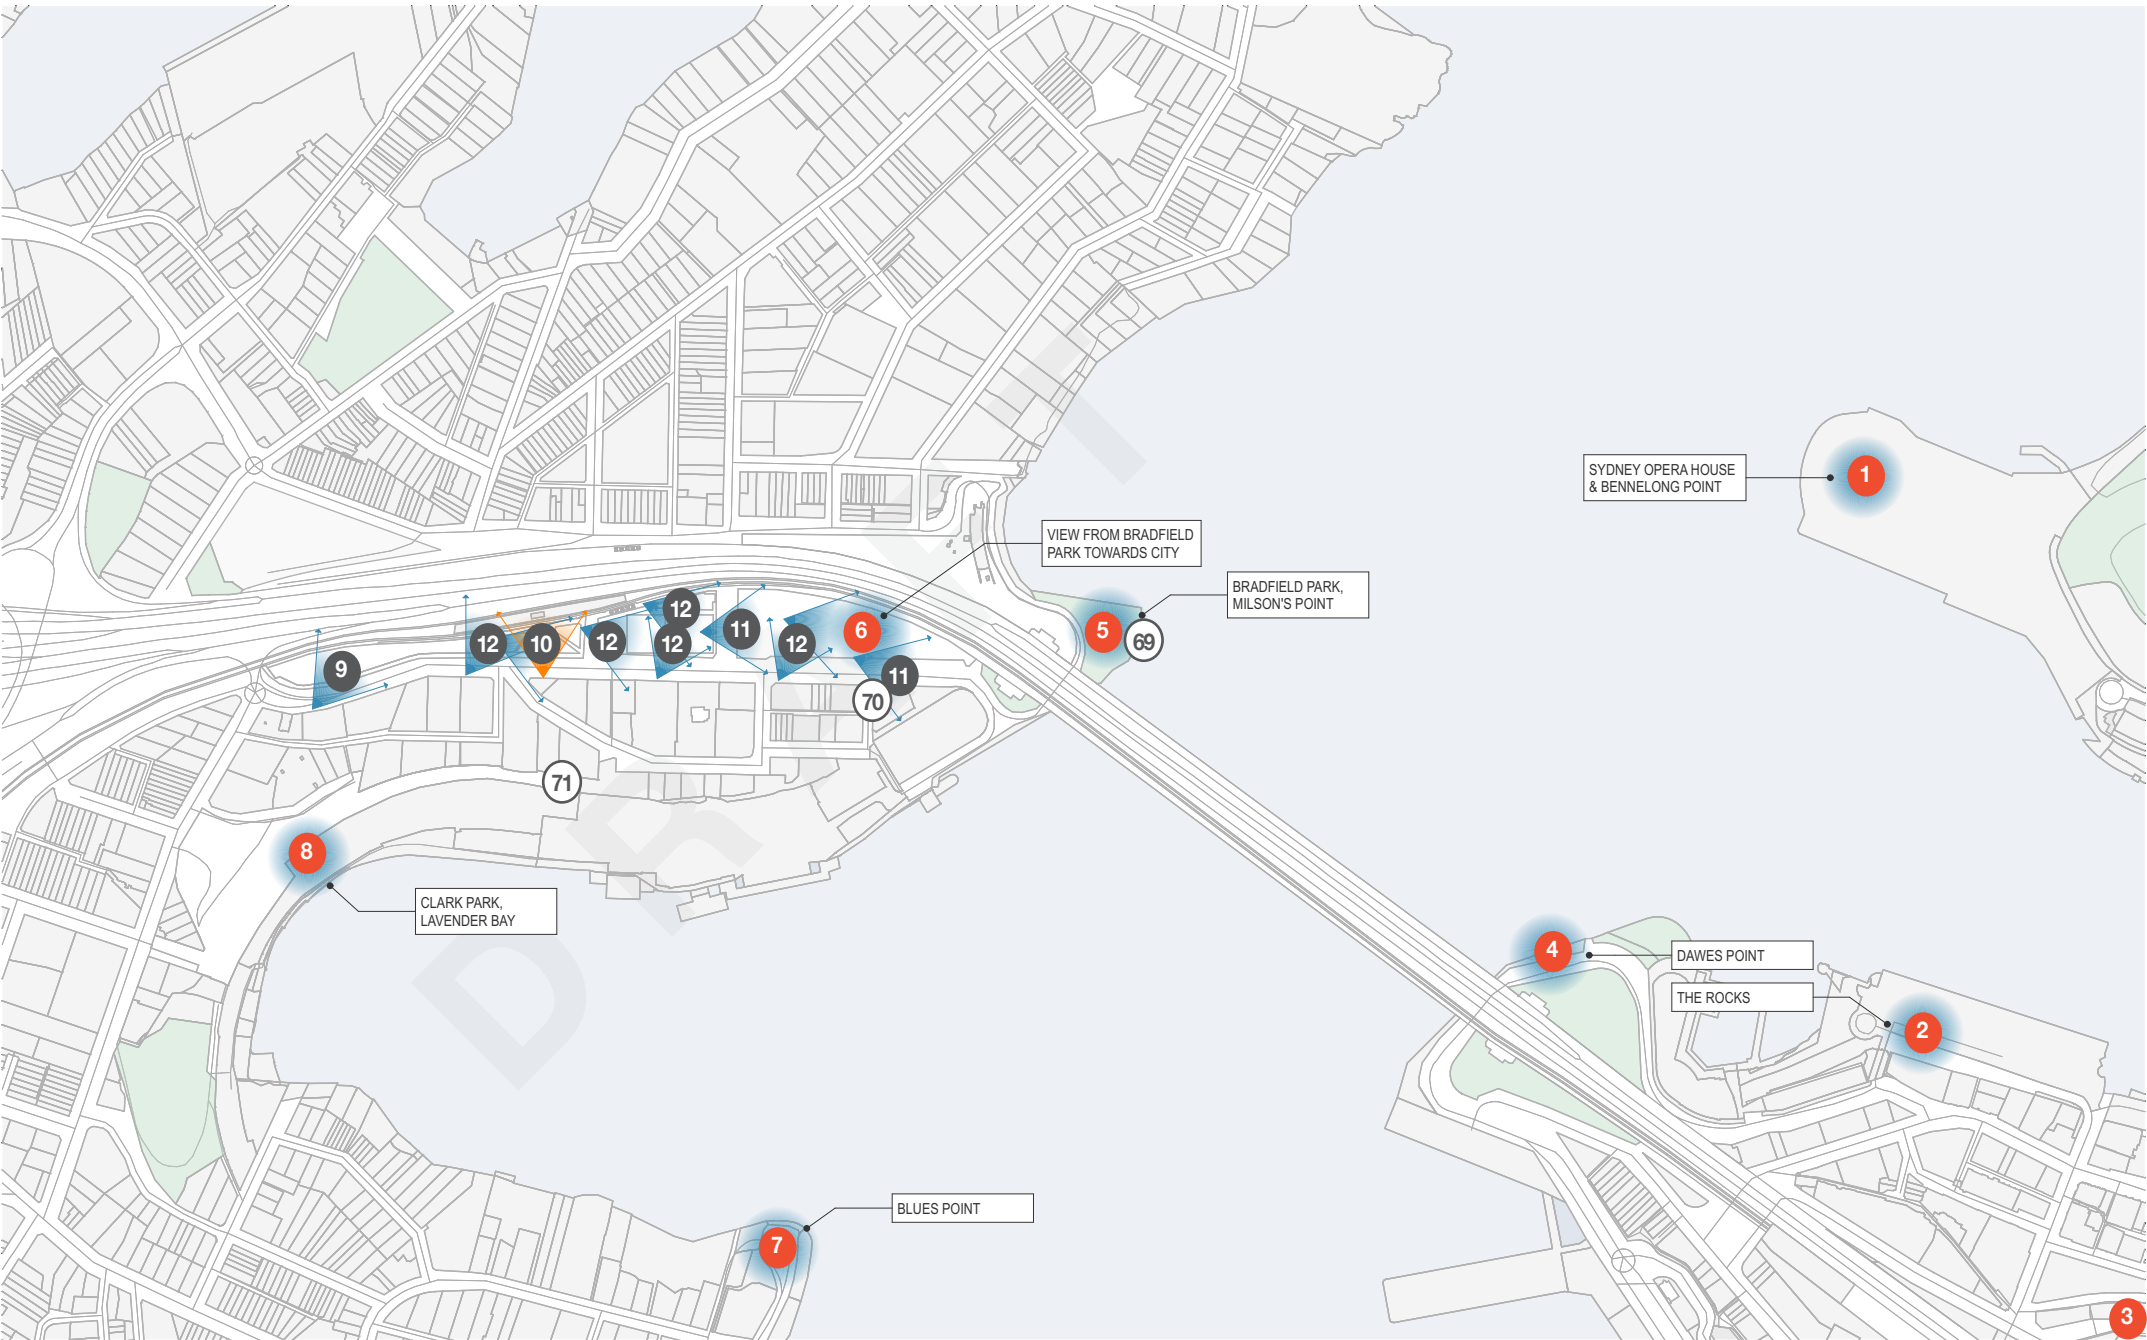 SYDNEY OPERA HOUSE
& BENNELONG POINT
1
VIEW FROM BRADFIELD
PARK TOWARDS CITY
BRADFIELD PARK,
MILSON'S POINT
12
12
10
12
12
11
12
6
5
69
9
11
70
71
8
CLARK PARK,
LAVENDER BAY
4
DAWES POINT
THE ROCKS
2
BLUES POINT
7
3
DRAFT